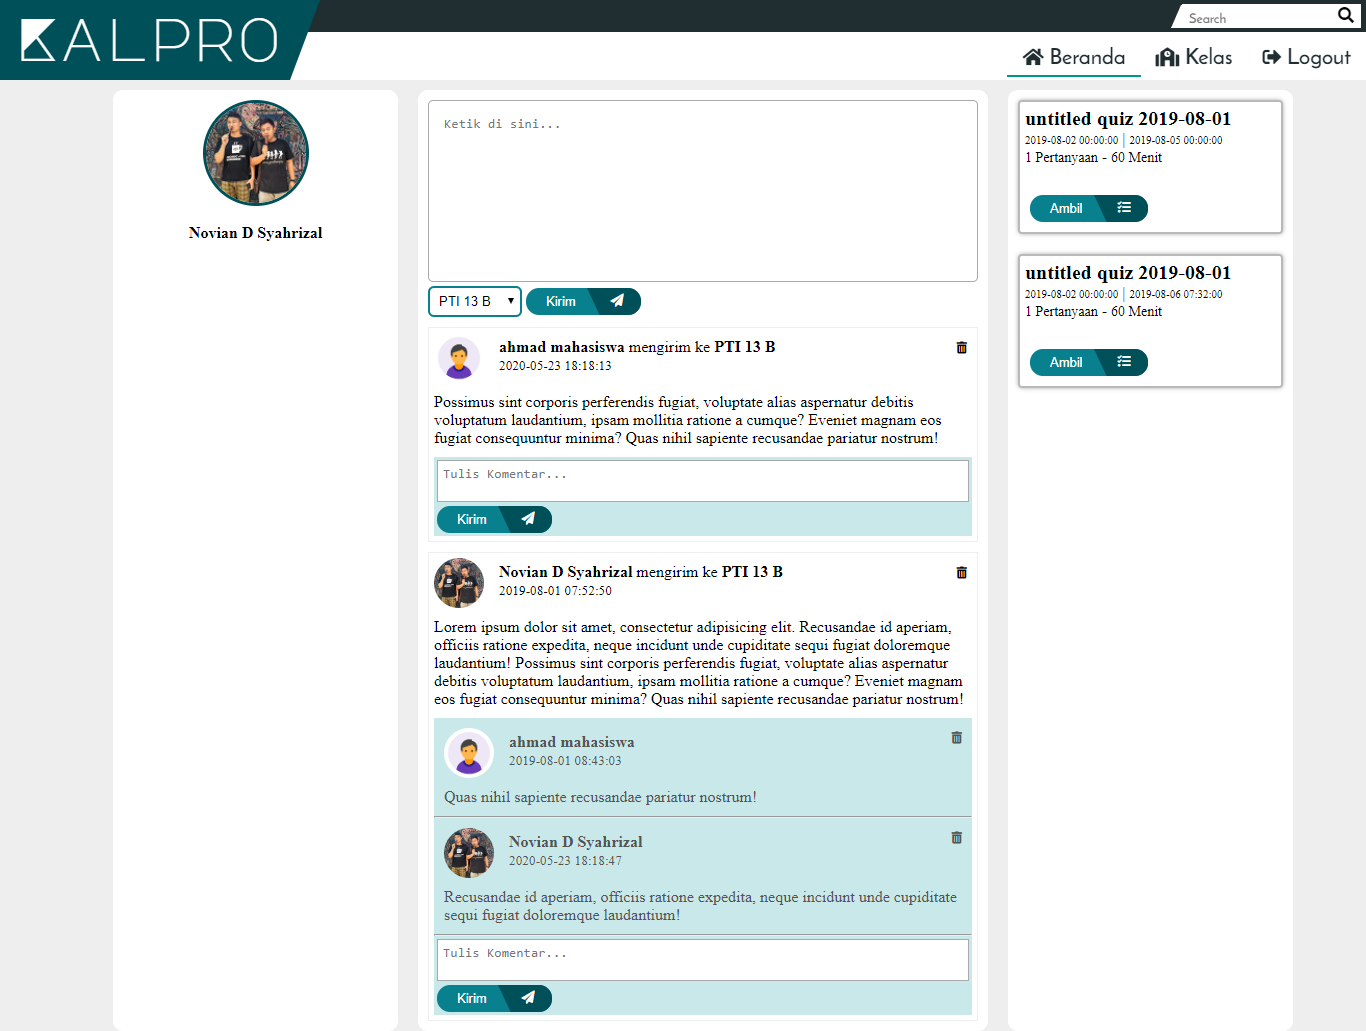 KALPRO
Search
Beranda
Kelas
Logout
Novian D Syahrizal
Ketik di sini...
PTI 13 B
Kirim
ahmad mahasiswa mengirim ke PTI 13 B
2020-05-23 18:18:13
Possimus sint corporis perferendis fugiat, voluptate alias aspernatur debitis
voluptatum laudantium, ipsam mollitia ratione a cumque? Eveniet magnam eos
fugiat consequuntur minima? Quas nihil sapiente recusandae pariatur nostrum!
Tulis Komentar...
Kirim
Novian D Syahrizal mengirim ke PTI 13 B
2019-08-01 07:52:50
Lorem ipsum dolor sit amet, consectetur adipisicing elit. Recusandae id aperiam,
officiis ratione expedita, neque incidunt unde cupiditate sequi fugiat doloremque
laudantium! Possimus sint corporis perferendis fugiat, voluptate alias aspernatur
debitis voluptatum laudantium, ipsam mollitia ratione a cumque? Eveniet magnam
eos fugiat consequuntur minima? Quas nihil sapiente recusandae pariatur nostrum!
ahmad mahasiswa
2019-08-01 08:43:03
Quas nihil sapiente recusandae pariatur nostrum!
Novian D Syahrizal
2020-05-23 18:18:47
Recusandae id aperiam, officiis ratione expedita, neque incidunt unde cupiditate
sequi fugiat doloremque laudantium!
Tulis Komentar...
Kirim
untitled quiz 2019-08-01
2019-08-02 00:00:00 | 2019-08-05 00:00:00
1 Pertanyaan - 60 Menit
Ambil
untitled quiz 2019-08-01
2019-08-02 00:00:00 | 2019-08-06 07:32:00
1 Pertanyaan - 60 Menit
Ambil